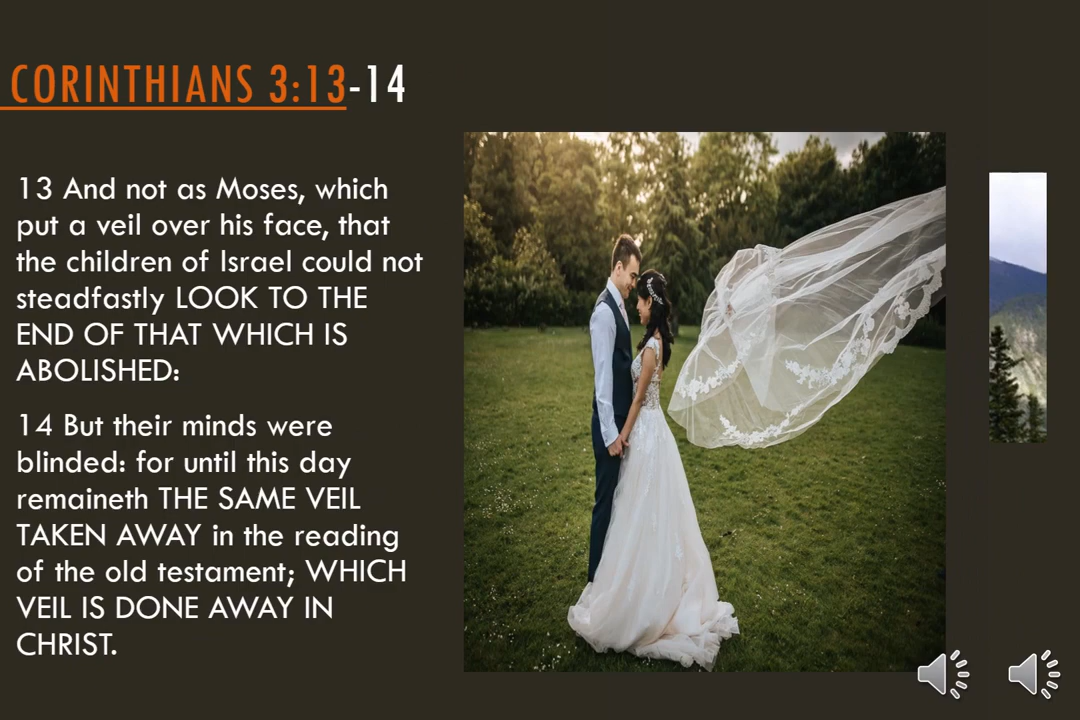 CORINTHIANS 3:13-14
13 And not as Moses, which
put a veil over his face, that
the children of Israel could not
steadfastly LOOK TO THE
END OF THAT WHICH IS
ABOLISHED:
14 But their minds were
blinded: for until this day
remaineth THE SAME VEIL
TAKEN AWAY in the reading
of the old testament; WHICH
VEIL IS DONE AWAY IN
CHRIST.